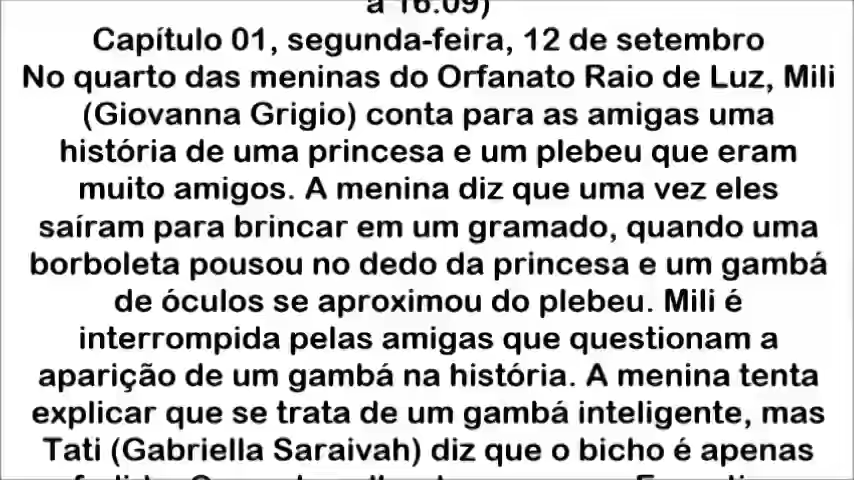 a 16.09)
Capítulo 01, segunda-feira, 12 de setembro
No quarto das meninas do Orfanato Raio de Luz, Mili
(Giovanna Grigio) conta para as amigas uma
história de uma princesa e um plebeu que eram
muito amigos. A menina diz que uma vez eles
saíram para brincar em um gramado, quando uma
borboleta pousou no dedo da princesa e um gambá
de óculos se aproximou do plebeu. Mili é
interrompida pelas amigas que questionam a
aparição de um gambá na história. A menina tenta
explicar que se trata de um gambá inteligente, mas
Tati (Gabriella Saraivah) diz que o bicho é apenas